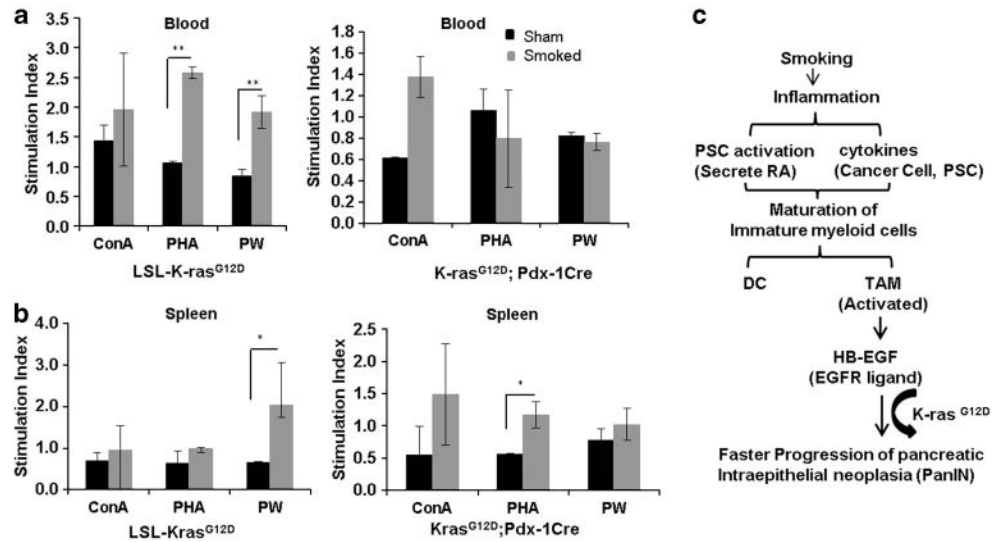 a
Blood
Stimulation Index
3.5
3.0
2.5
2.0
1.5
1.0
0.5
0.0
**
**
ConA PHA PW
LSL-K-ras^G12D
Blood
Sham
Smoked
Stimulation Index
1.8
1.6
1.4
1.2
1.0
0.8
0.6
0.4
0.2
0.0
ConA PHA PW
K-ras^G12D; Pdx-1Cre
b
Spleen
Stimulation Index
4.0
3.0
2.0
1.0
0.0
*
ConA PHA PW
LSL-Kras^G12D
Spleen
Stimulation Index
2.5
2.0
1.5
1.0
0.5
0.0
*
ConA PHA PW
Kras^G12D;Pdx-1Cre
c
Smoking
Inflammation
PSC activation
(Secrete RA)
cytokines
(Cancer Cell, PSC)
Maturation of
Immature myeloid cells
DC
TAM
(Activated)
HB-EGF
(EGFR ligand)
K-ras G12D
Faster Progression of pancreatic
Intraepithelial neoplasia (PanIN)